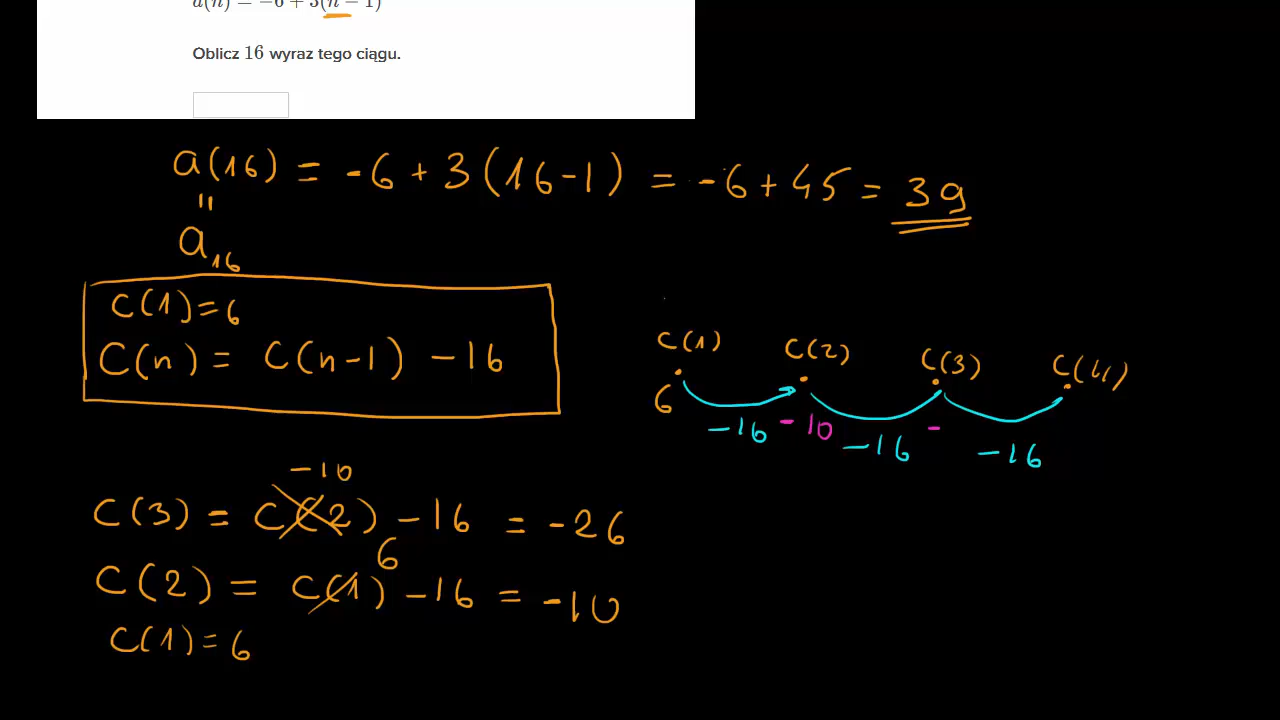 a(n) = −6 + 3(n − 1)
Oblicz 16 wyraz tego ciągu.
a(16) = -6 + 3(16-1) = -6 + 45 = 39
"
a₁₆
C(1) = 6
C(n) = C(n-1) - 16
C(1) C(2) C(3) C(4)
6 -16 -10 -16 - -16
-10
C(3) = C(2) - 16 = -26
6
C(2) = C(1) - 16 = -10
C(1) = 6